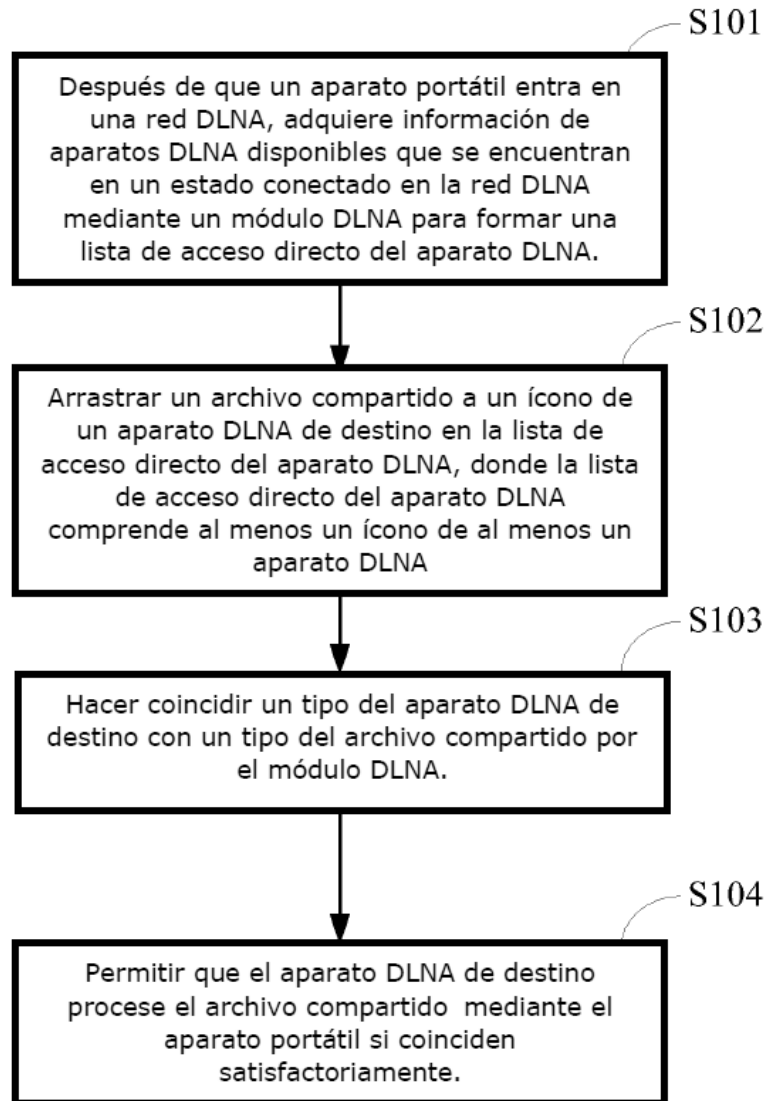 S101
Después de que un aparato portátil entra en
una red DLNA, adquiere información de
aparatos DLNA disponibles que se encuentran
en un estado conectado en la red DLNA
mediante un módulo DLNA para formar una
lista de acceso directo del aparato DLNA.
S102
Arrastrar un archivo compartido a un ícono de
un aparato DLNA de destino en la lista de
acceso directo del aparato DLNA, donde la lista
de acceso directo del aparato DLNA
comprende al menos un ícono de al menos un
aparato DLNA
S103
Hacer coincidir un tipo del aparato DLNA de
destino con un tipo del archivo compartido por
el módulo DLNA.
S104
Permitir que el aparato DLNA de destino
procese el archivo compartido mediante el
aparato portátil si coinciden
satisfactoriamente.